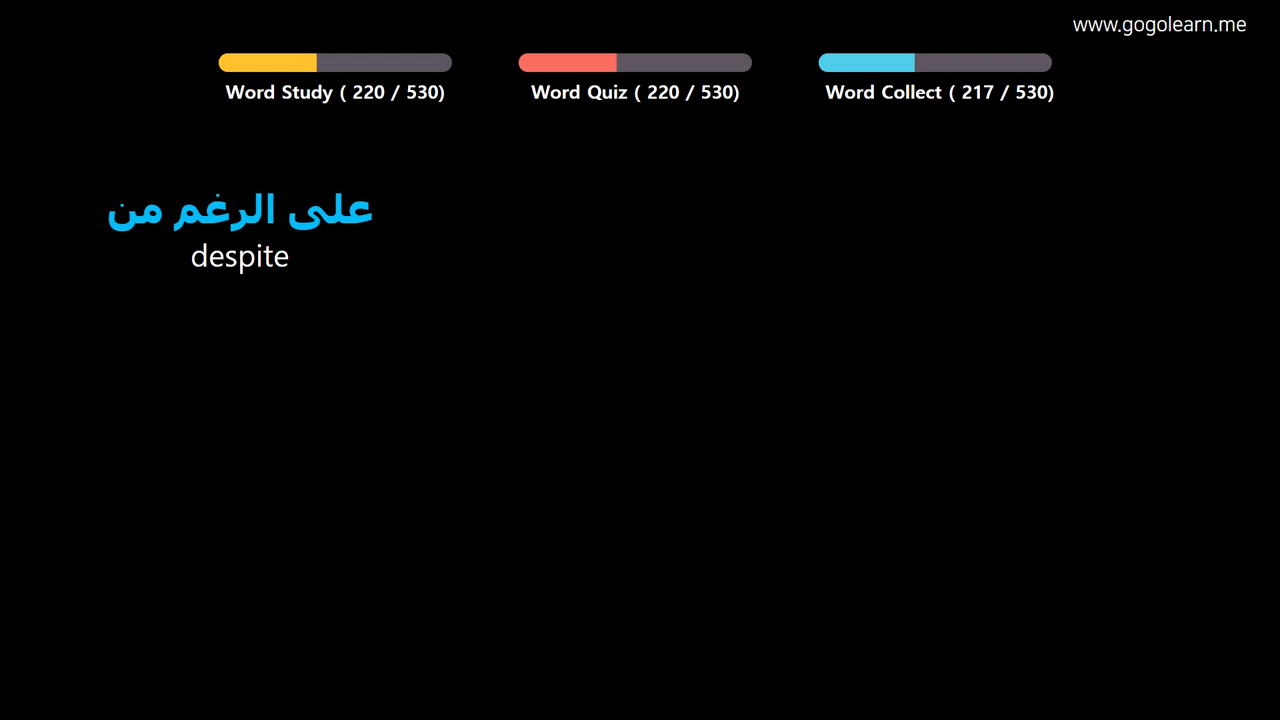 www.gogolearn.me
Word Study ( 220 / 530)
Word Quiz ( 220 / 530)
Word Collect ( 217 / 530)
على الرغم من
despite